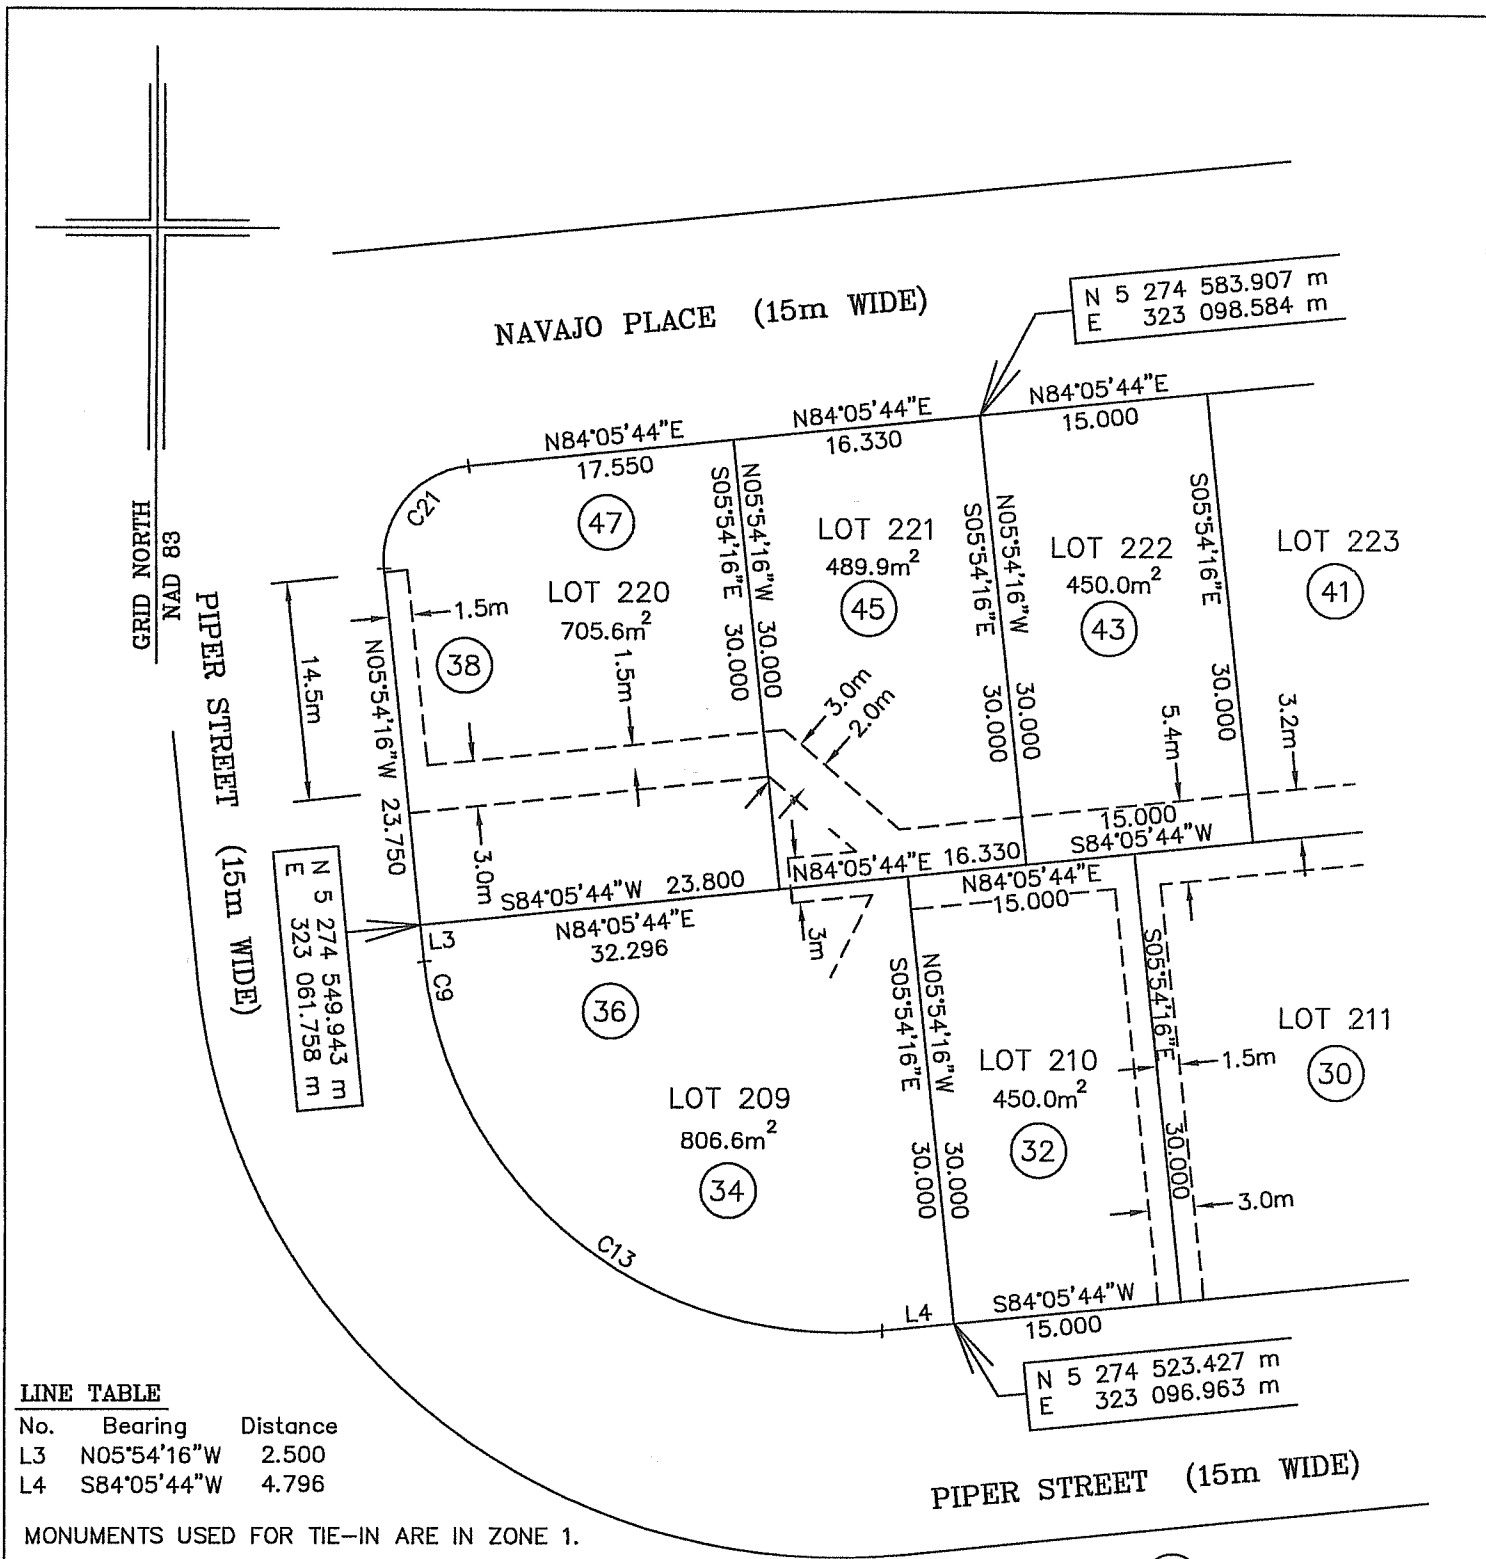 GRID NORTH
NAD 83
NAVAJO PLACE (15m WIDE)
N 5 274 583.907 m
E 323 098.584 m
N84°05'44"E
17.550
N84°05'44"E
16.330
N84°05'44"E
15.000
C21
47
LOT 220
705.6m²
38
1.5m
1.5m
14.5m
N05°54'16"W 23.750
3.0m
S05°54'16"E 30.000
N05°54'16"W 30.000
LOT 221
489.9m²
45
3.0m
2.0m
S05°54'16"E 30.000
N05°54'16"W 30.000
LOT 222
450.0m²
43
S05°54'16"E 30.000
5.4m
3.2m
LOT 223
41
PIPER STREET (15m WIDE)
N 5 274 549.943 m
E 323 061.758 m
S84°05'44"W 23.800
N84°05'44"E
32.296
N84°05'44"E 16.330
15.000
S84°05'44"W
N84°05'44"E
15.000
3m
L3
C9
36
LOT 209
806.6m²
34
C13
S05°54'16"E 30.000
N05°54'16"W 30.000
LOT 210
450.0m²
32
S05°54'16"E 30.000
1.5m
3.0m
LOT 211
30
L4
S84°05'44"W
15.000
N 5 274 523.427 m
E 323 096.963 m
PIPER STREET (15m WIDE)
LINE TABLE
No. Bearing Distance
L3 N05°54'16"W 2.500
L4 S84°05'44"W 4.796
MONUMENTS USED FOR TIE-IN ARE IN ZONE 1.